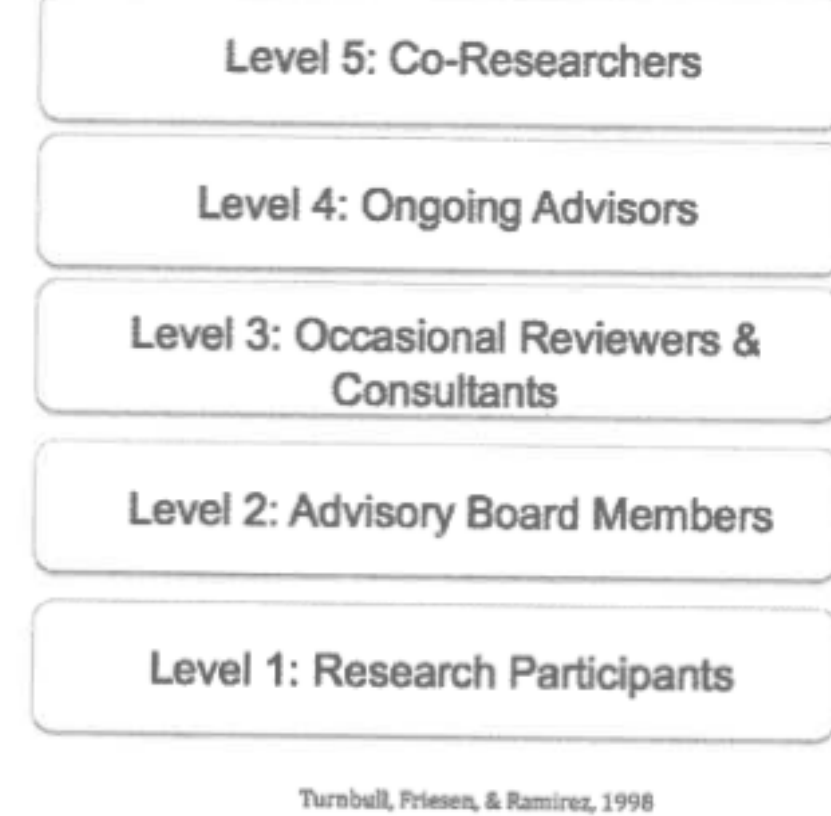 Level 5: Co-Researchers
Level 4: Ongoing Advisors
Level 3: Occasional Reviewers &
Consultants
Level 2: Advisory Board Members
Level 1: Research Participants
Turnbull, Friesen, & Ramirez, 1998